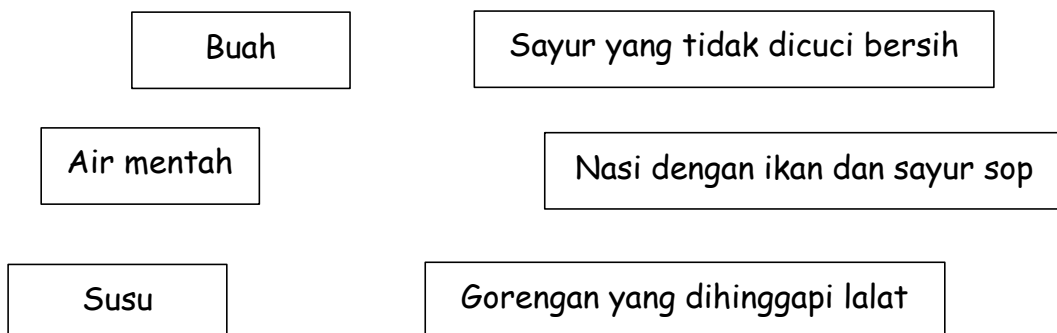 Buah
Sayur yang tidak dicuci bersih
Air mentah
Nasi dengan ikan dan sayur sop
Susu
Gorengan yang dihinggapi lalat